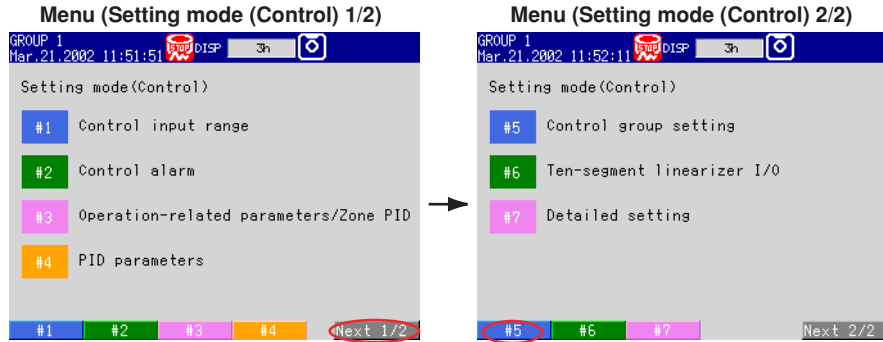 Menu (Setting mode (Control) 1/2)
GROUP 1
Mar.21.2002 11:51:51 STOP DISP 3h
Setting mode(Control)
#1 Control input range
#2 Control alarm
#3 Operation-related parameters/Zone PID
#4 PID parameters
#1 #2 #3 #4 Next 1/2
Menu (Setting mode (Control) 2/2)
GROUP 1
Mar.21.2002 11:52:11 STOP DISP 3h
Setting mode(Control)
#5 Control group setting
#6 Ten-segment linearizer I/O
#7 Detailed setting
#5 #6 #7 Next 2/2